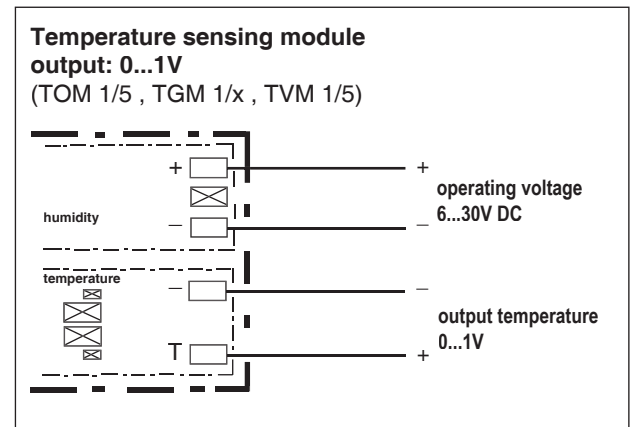 Temperature sensing module
output: 0...1V
(TOM 1/5 , TGM 1/x , TVM 1/5)
+ +
operating voltage
6...30V DC
humidity
– –
temperature
– –
output temperature
0...1V
T +